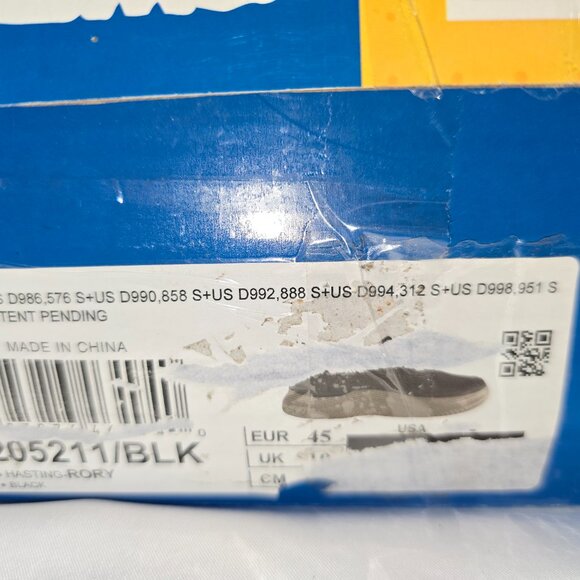 D986,576 S+US D990,858 S+US D992,888 S+US D994,312 S+US D998,951 S
TENT PENDING
MADE IN CHINA
205211/BLK
HASTING-RORY
BLACK
EUR 45 USA
UK 10
CM